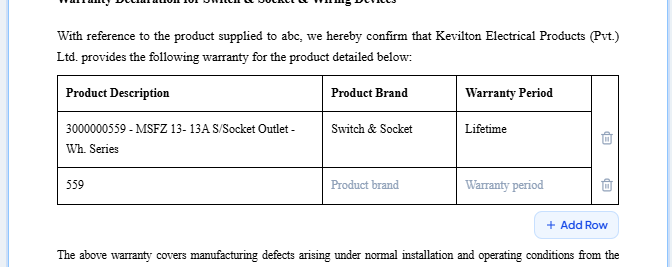 Warranty Declaration for Switch & Socket & Wiring Devices
With reference to the product supplied to abc, we hereby confirm that Kevilton Electrical Products (Pvt.)
Ltd. provides the following warranty for the product detailed below:
Product Description Product Brand Warranty Period
3000000559 - MSFZ 13- 13A S/Socket Outlet - Switch & Socket Lifetime
Wh. Series
559 Product brand Warranty period
+ Add Row
The above warranty covers manufacturing defects arising under normal installation and operating conditions from the